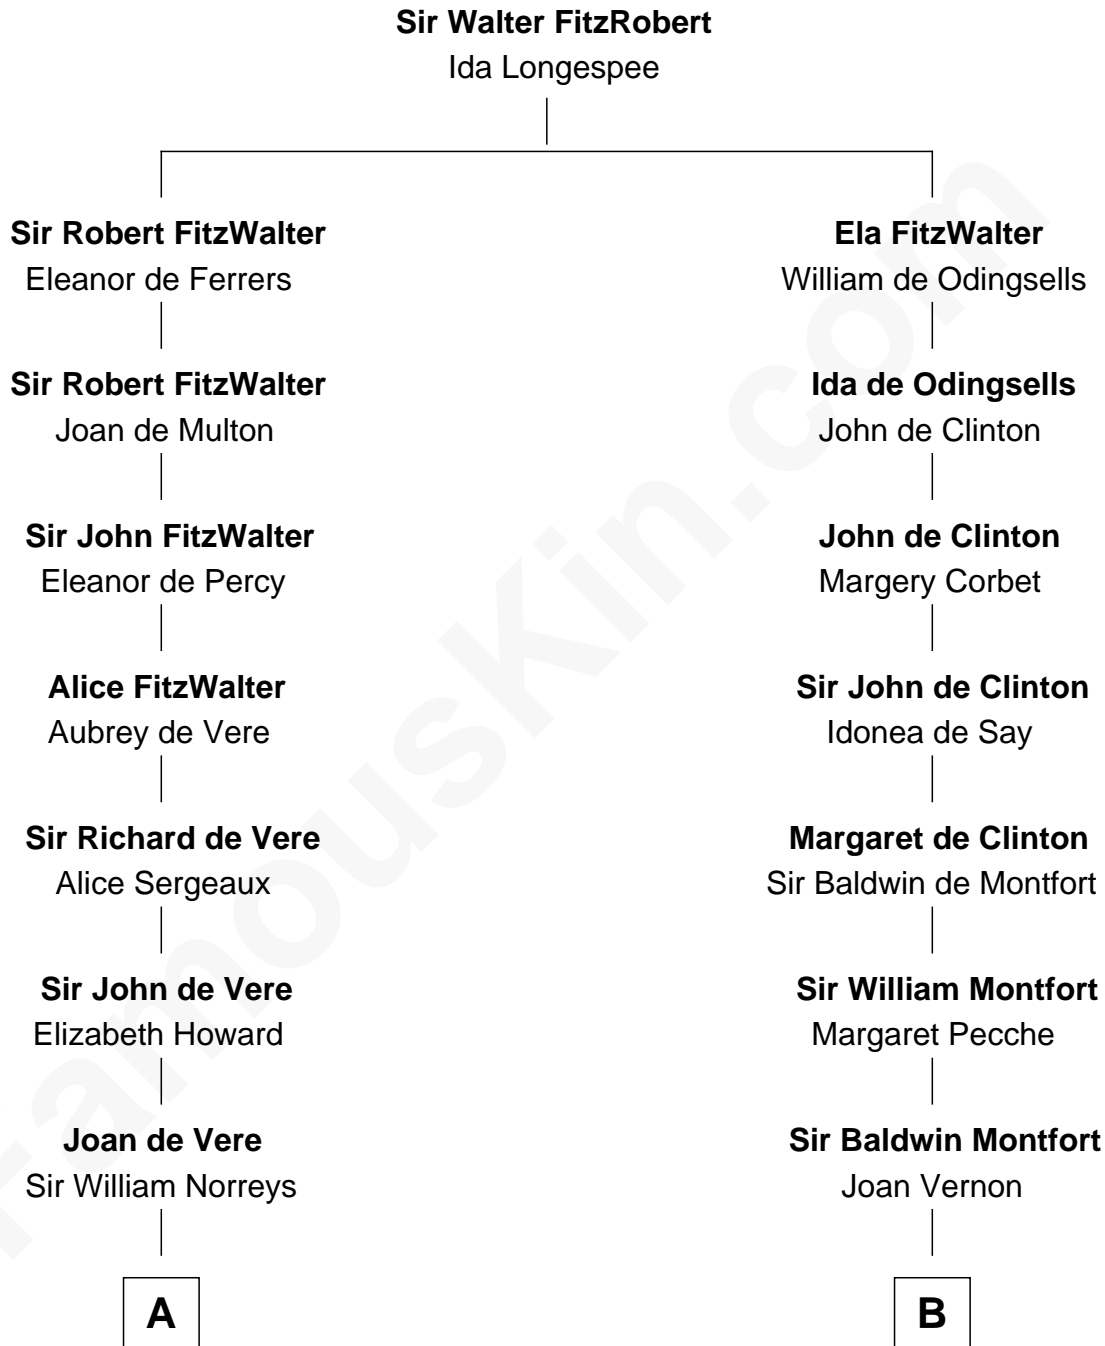 Sir Walter FitzRobert
Ida Longespee
Sir Robert FitzWalter
Eleanor de Ferrers
Ela FitzWalter
William de Odingsells
Sir Robert FitzWalter
Joan de Multon
Ida de Odingsells
John de Clinton
Sir John FitzWalter
Eleanor de Percy
John de Clinton
Margery Corbet
Alice FitzWalter
Aubrey de Vere
Sir John de Clinton
Idonea de Say
Sir Richard de Vere
Alice Sergeaux
Margaret de Clinton
Sir Baldwin de Montfort
Sir John de Vere
Elizabeth Howard
Sir William Montfort
Margaret Pecche
Joan de Vere
Sir William Norreys
Sir Baldwin Montfort
Joan Vernon
A
B
FamousKin.com